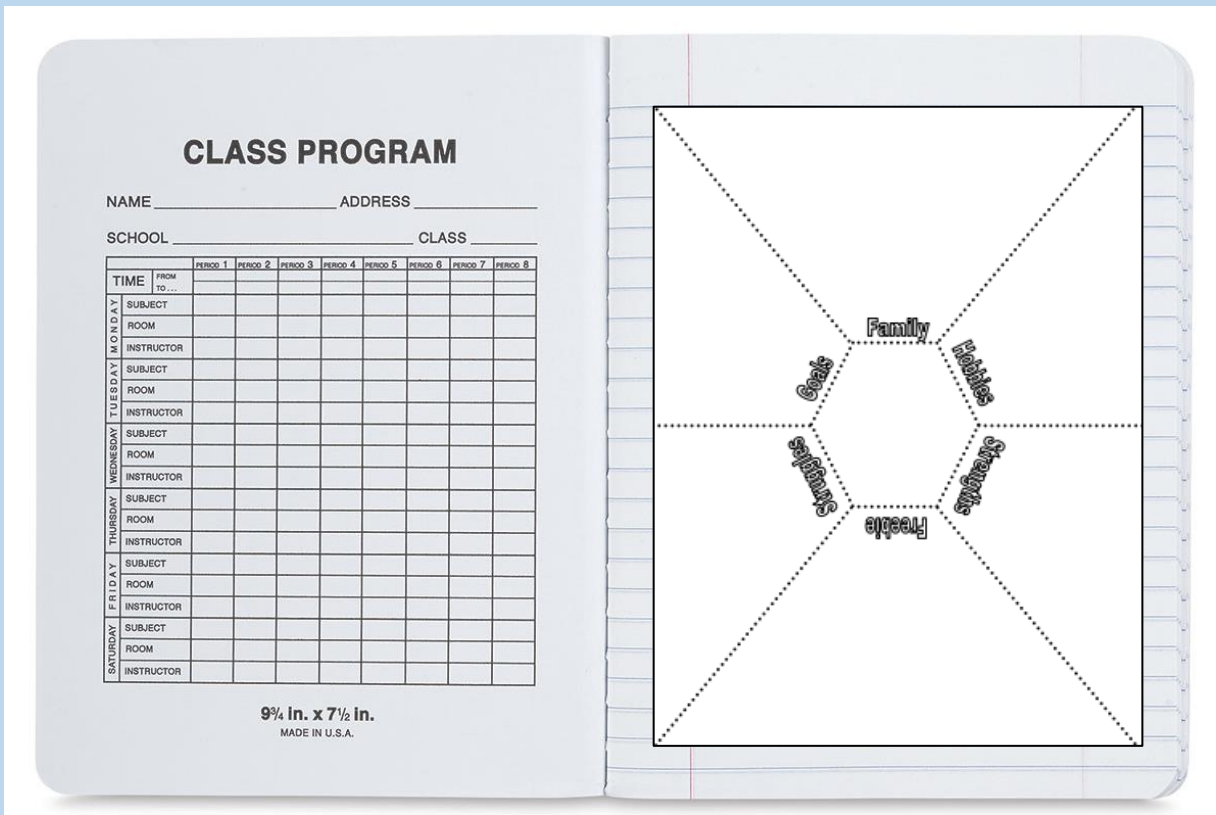 CLASS PROGRAM
NAME ADDRESS
SCHOOL CLASS
PERIOD 1 PERIOD 2 PERIOD 3 PERIOD 4 PERIOD 5 PERIOD 6 PERIOD 7 PERIOD 8
TIME FROM
TO ...
MONDAY
SUBJECT
ROOM
INSTRUCTOR
TUESDAY
SUBJECT
ROOM
INSTRUCTOR
WEDNESDAY
SUBJECT
ROOM
INSTRUCTOR
THURSDAY
SUBJECT
ROOM
INSTRUCTOR
FRIDAY
SUBJECT
ROOM
INSTRUCTOR
SATURDAY
SUBJECT
ROOM
INSTRUCTOR
9¾ in. x 7½ in.
MADE IN U.S.A.
Family
Goals
Hobbies
Struggles
Strengths
Freebie